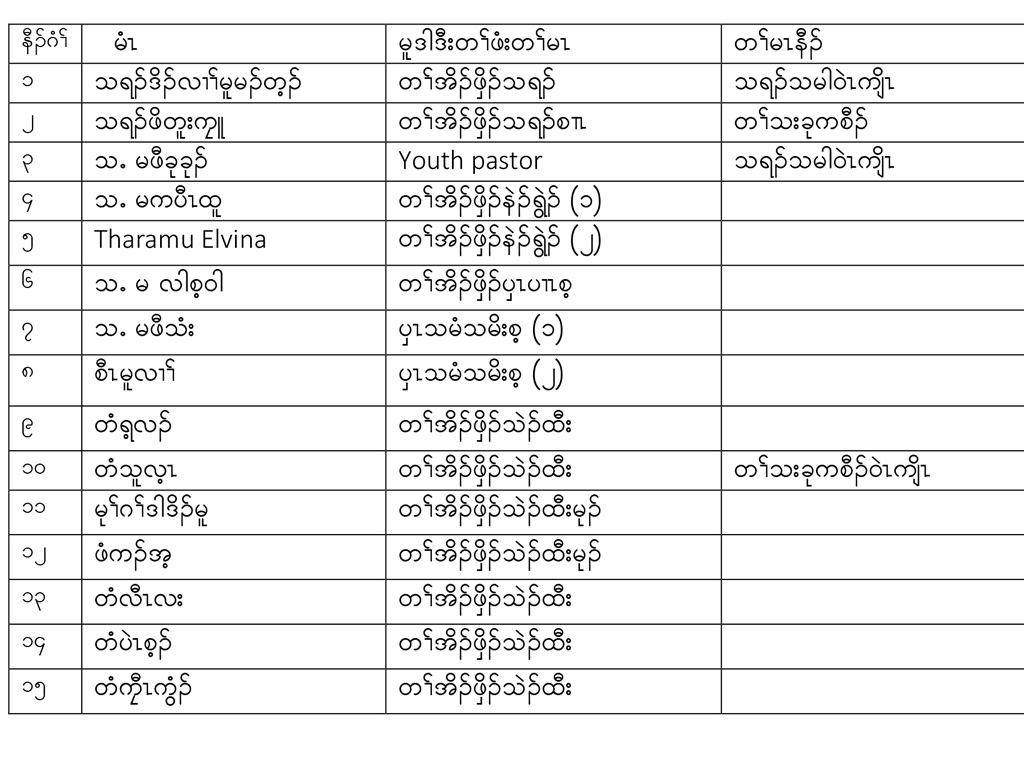 နီၣ်ဂံၢ် မံၤ မူဒါဒီးတၢ်ဖံးတၢ်မၤ တၢ်မၤနီၣ်
၁ သရၣ်ဒိၣ်လၢၢ်မူမၣ်တ့ၣ် တၢ်အိၣ်ဖှိၣ်သရၣ် သရၣ်သမါဝဲၤကျိၤ
၂ သရၣ်ဖိတူးကၠူ တၢ်အိၣ်ဖှိၣ်သရၣ်စၢၤ တၢ်သးခုကစီၣ်
၃ သ. မဖီခုခုၣ် Youth pastor သရၣ်သမါဝဲၤကျိၤ
၄ သ. မကပီၤထူ တၢ်အိၣ်ဖှိၣ်နဲၣ်ရွဲၣ် (၁)
၅ Tharamu Elvina တၢ်အိၣ်ဖှိၣ်နဲၣ်ရွဲၣ် (၂)
၆ သ. မ လါစ့ဝါ တၢ်အိၣ်ဖှိၣ်ပှၤပၢၤစ့
၇ သ. မဖီသံး ပှၤသမံသမိးစ့ (၁)
၈ စီၤမူလၢၢ် ပှၤသမံသမိးစ့ (၂)
၉ တံရ့လၣ် တၢ်အိၣ်ဖှိၣ်သဲၣ်ထီး
၁၀ တံသူလ့ၤ တၢ်အိၣ်ဖှိၣ်သဲၣ်ထီး တၢ်သးခုကစီၣ်ဝဲၤကျိၤ
၁၁ မုၢ်ဂၢ်ဒါဒိၣ်မူ တၢ်အိၣ်ဖှိၣ်သဲၣ်ထီးမုၣ်
၁၂ ဖံကၣ်အ့ တၢ်အိၣ်ဖှိၣ်သဲၣ်ထီးမုၣ်
၁၃ တံလီၤလး တၢ်အိၣ်ဖှိၣ်သဲၣ်ထီး
၁၄ တံပဲၤစ့ၣ် တၢ်အိၣ်ဖှိၣ်သဲၣ်ထီး
၁၅ တံကၠီၤကွံၣ် တၢ်အိၣ်ဖှိၣ်သဲၣ်ထီး